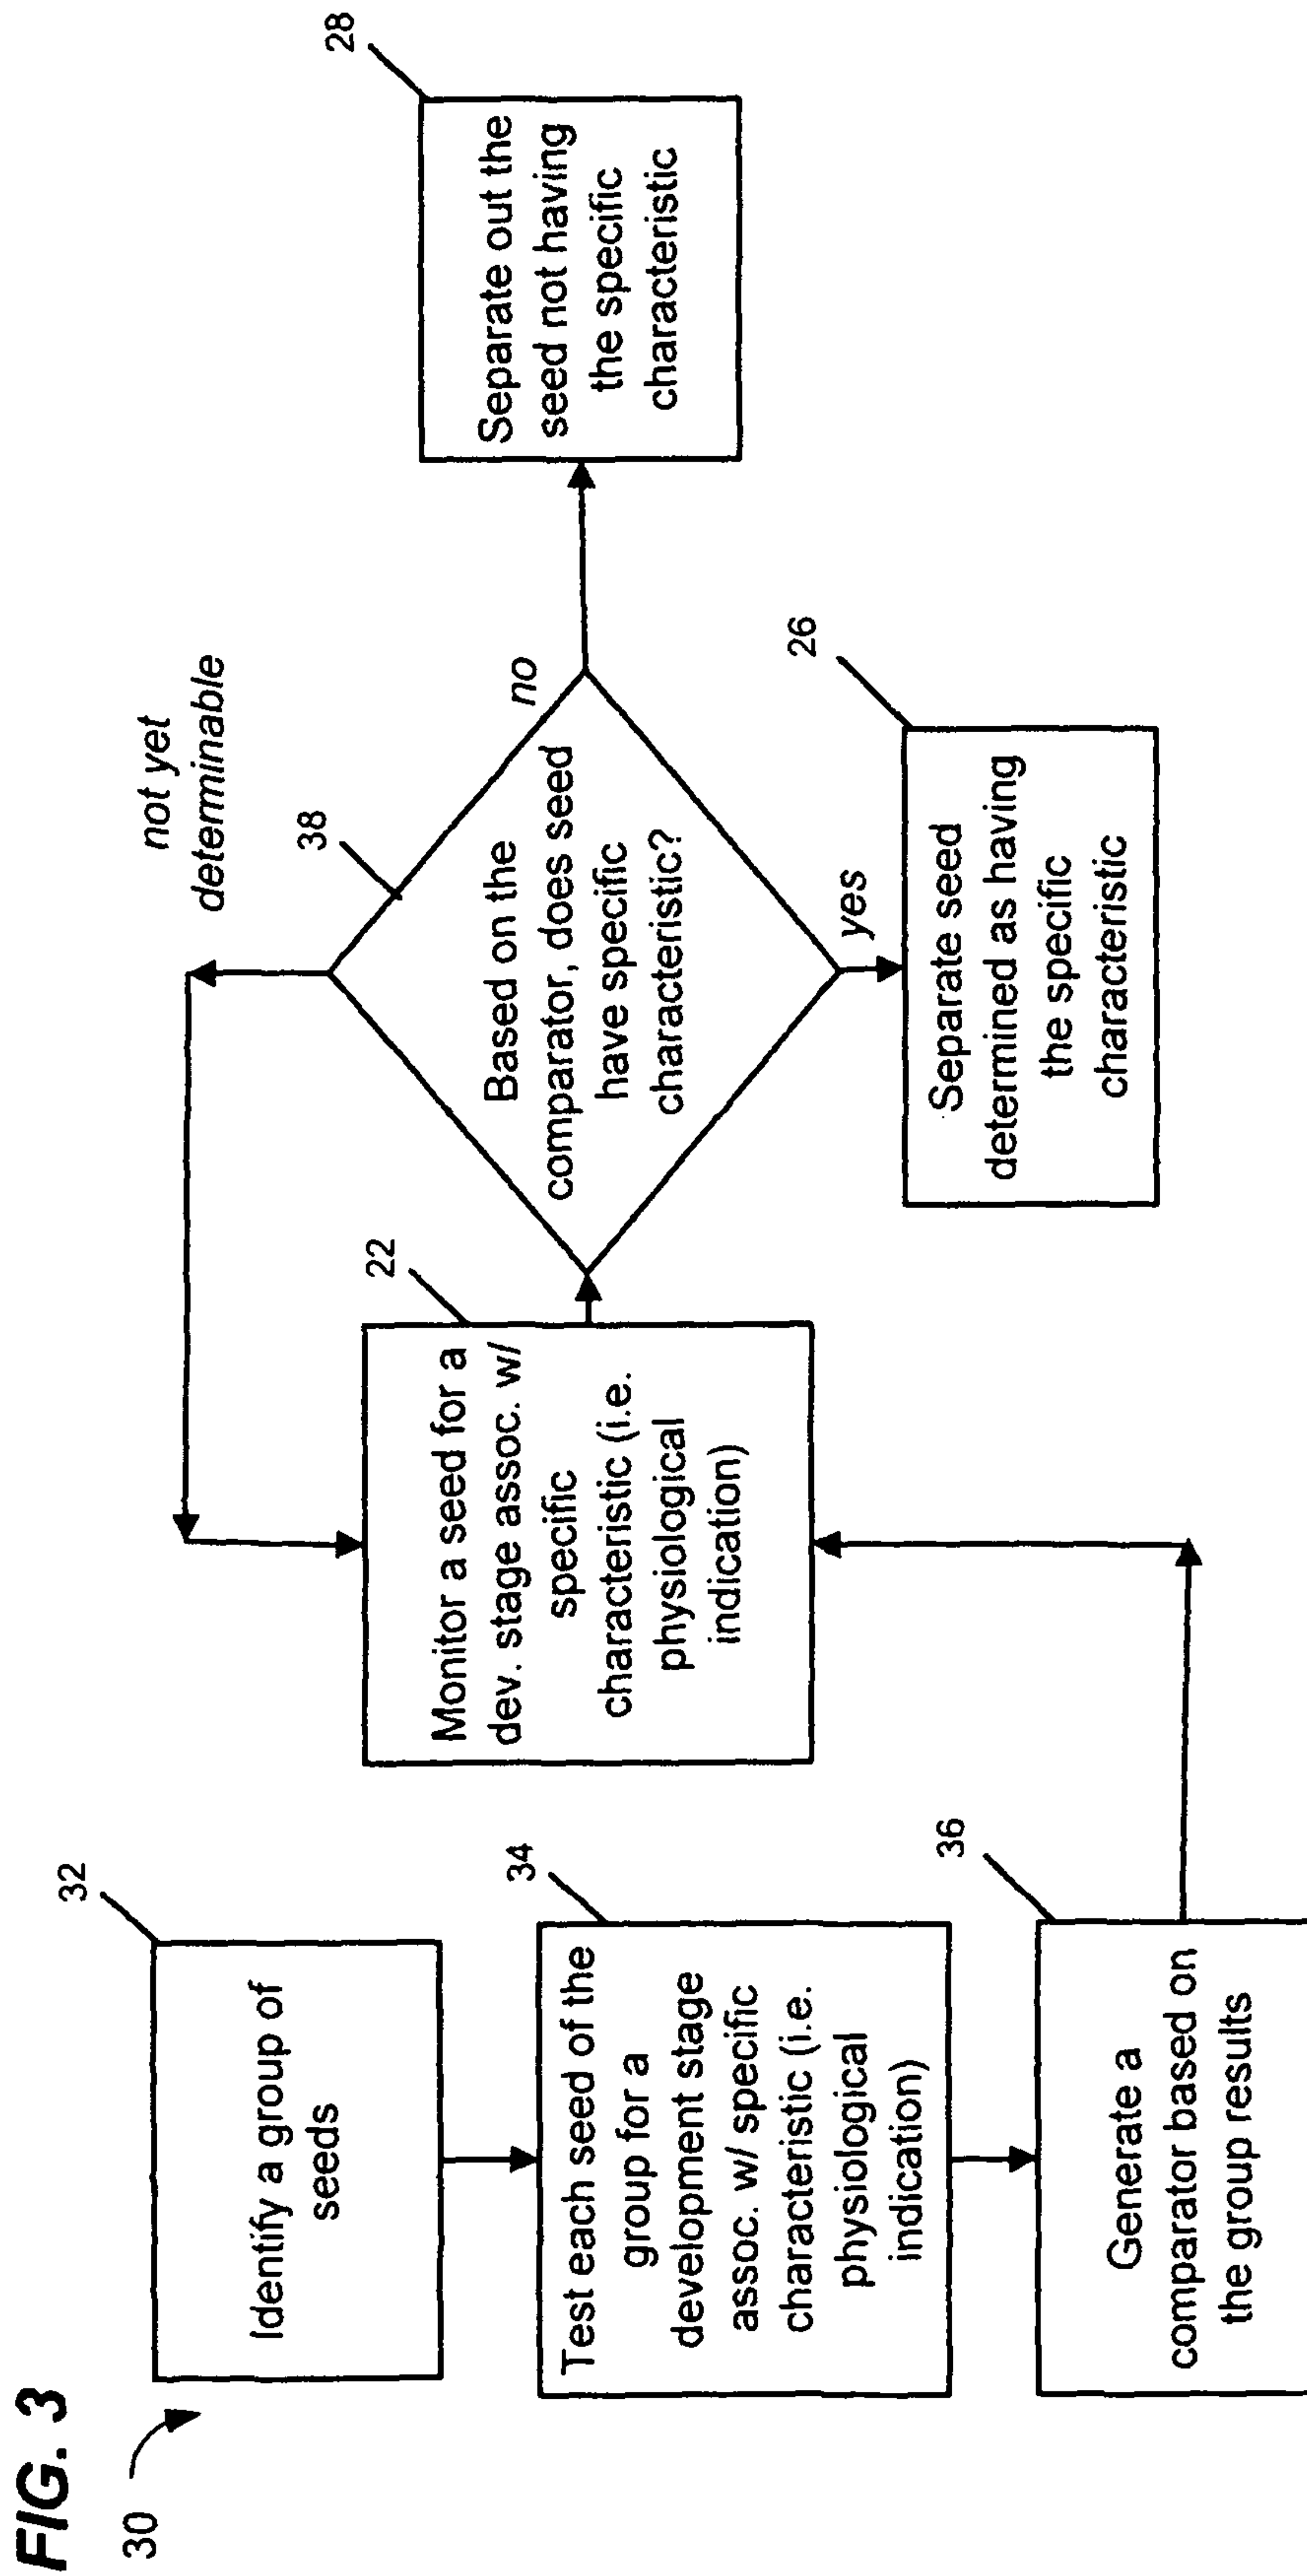 FIG. 3
30
32
Identify a group of
seeds
34
Test each seed of the
group for a
development stage
assoc. w/ specific
characteristic (i.e.
physiological
indication)
36
Generate a
comparator based on
the group results
22
Monitor a seed for a
dev. stage assoc. w/
specific
characteristic (i.e.
physiological
indication)
not yet
determinable
38
Based on the
comparator, does seed
have specific
characteristic?
no
yes
26
Separate seed
determined as having
the specific
characteristic
28
Separate out the
seed not having
the specific
characteristic